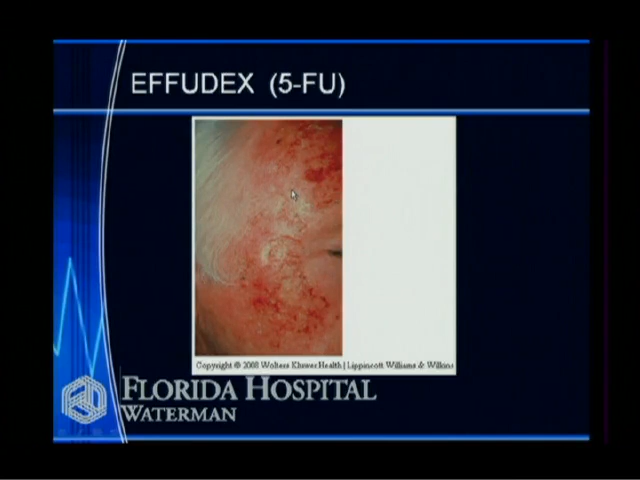 EFFUDEX (5-FU)
Copyright © 2008 Wolters Kluwer Health | Lippincott Williams & Wilkins
FLORIDA HOSPITAL
WATERMAN